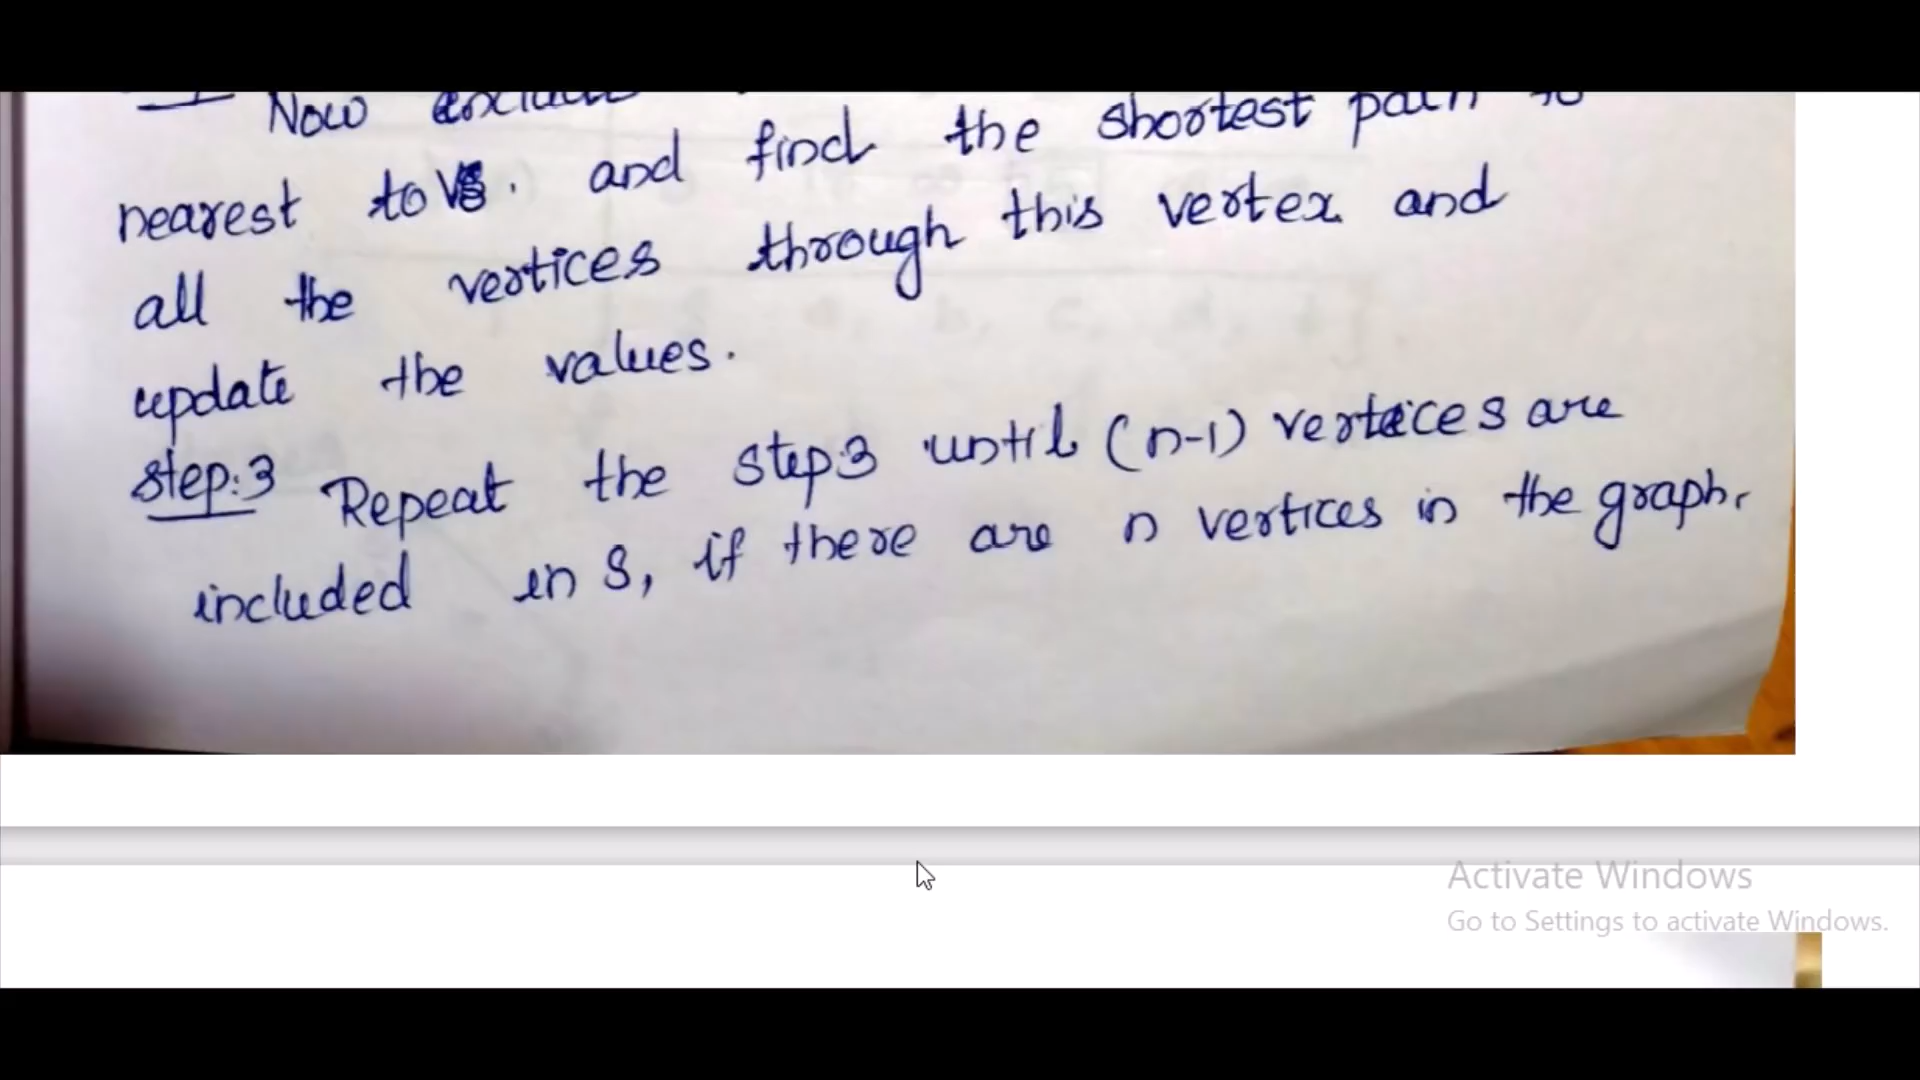 Now
nearest to Vs. and find the shortest path to
all the vertices through this vertex and
update the values.
step:3 Repeat the step3 until (n-1) vertices are
included in S, if there are n vertices in the graph.
Activate Windows
Go to Settings to activate Windows.